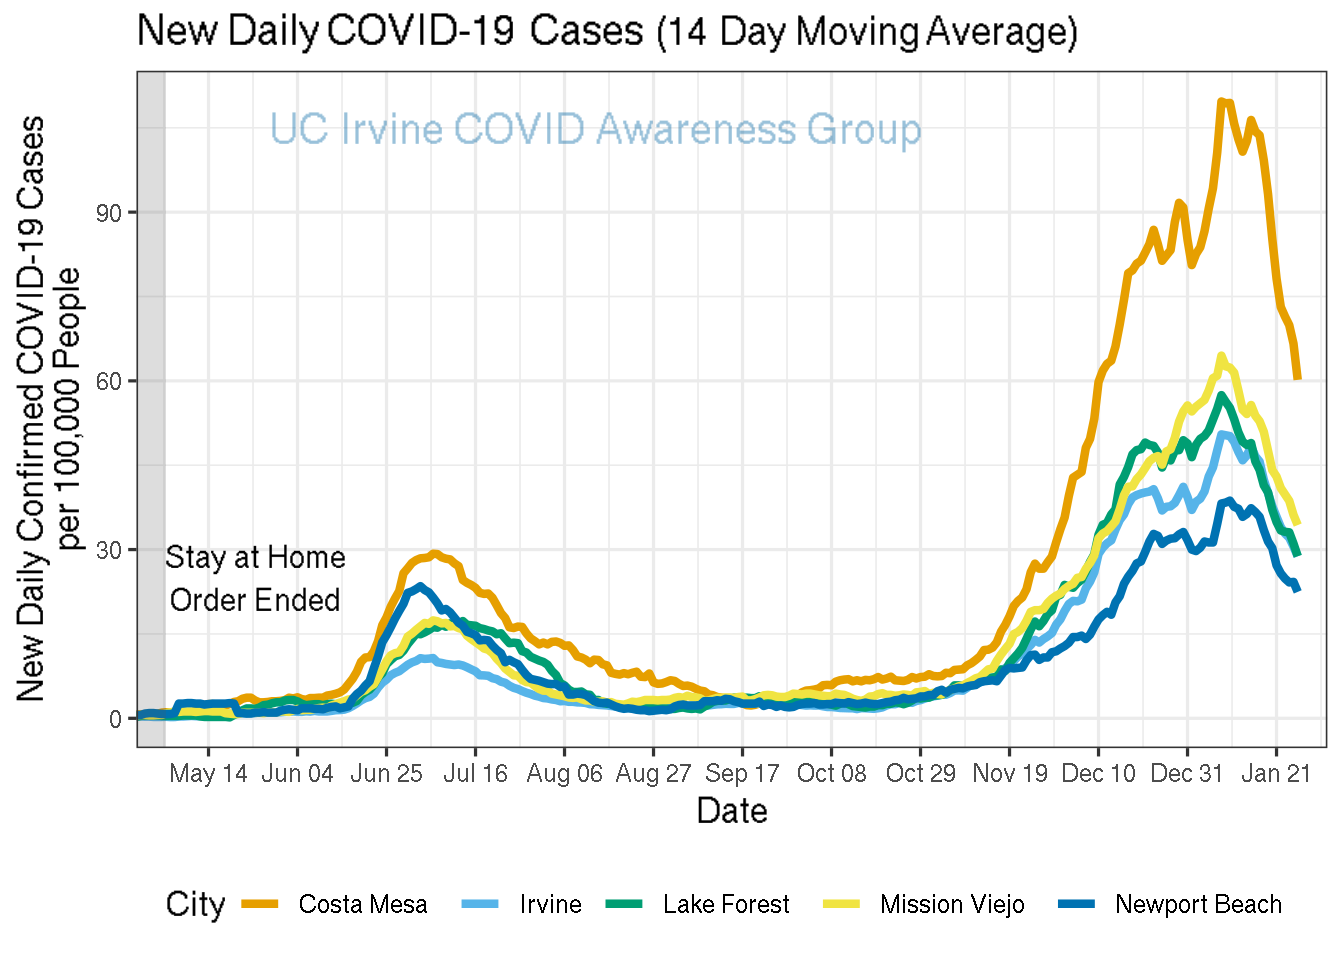 New Daily COVID-19 Cases (14 Day Moving Average)
UC Irvine COVID Awareness Group
New Daily Confirmed COVID-19 Cases
per 100,000 People
90
60
30
0
Stay at Home
Order Ended
May 14 Jun 04 Jun 25 Jul 16 Aug 06 Aug 27 Sep 17 Oct 08 Oct 29 Nov 19 Dec 10 Dec 31 Jan 21
Date
City Costa Mesa Irvine Lake Forest Mission Viejo Newport Beach